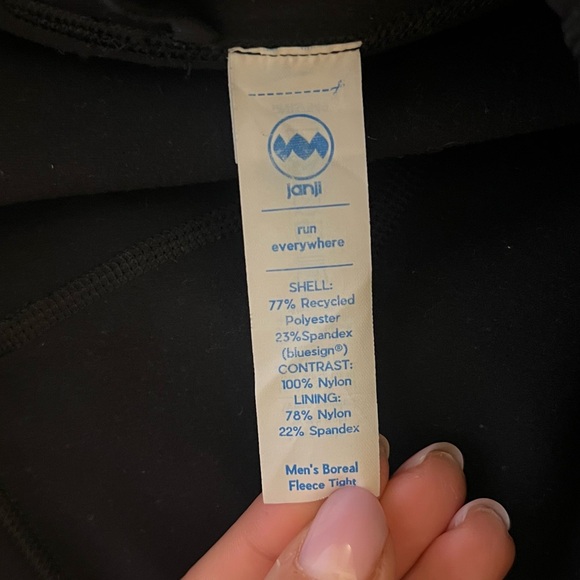 janji
run
everywhere
SHELL:
77% Recycled
Polyester
23%Spandex
(bluesign®)
CONTRAST:
100% Nylon
LINING:
78% Nylon
22% Spandex
Men's Boreal
Fleece Tight